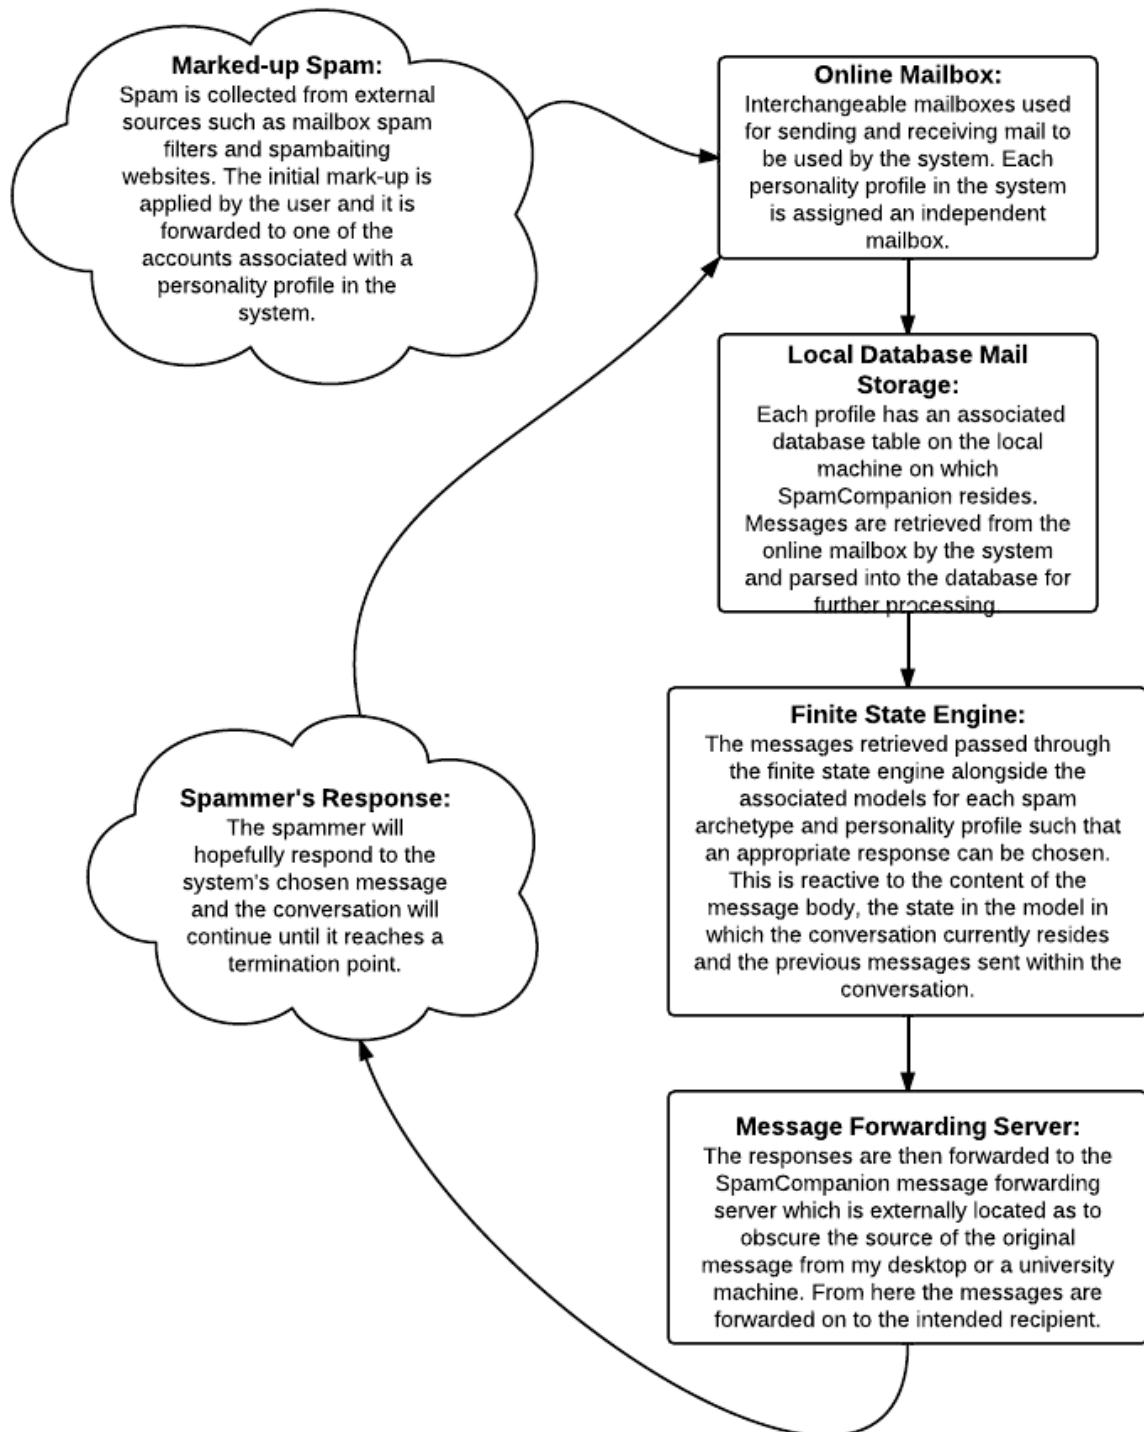 Marked-up Spam:
Spam is collected from external
sources such as mailbox spam
filters and spambaiting
websites. The initial mark-up is
applied by the user and it is
forwarded to one of the
accounts associated with a
personality profile in the
system.
Online Mailbox:
Interchangeable mailboxes used
for sending and receiving mail to
be used by the system. Each
personality profile in the system
is assigned an independent
mailbox.
Local Database Mail
Storage:
Each profile has an associated
database table on the local
machine on which
SpamCompanion resides.
Messages are retrieved from the
online mailbox by the system
and parsed into the database for
further processing.
Finite State Engine:
The messages retrieved passed through
the finite state engine alongside the
associated models for each spam
archetype and personality profile such that
an appropriate response can be chosen.
This is reactive to the content of the
message body, the state in the model in
which the conversation currently resides
and the previous messages sent within the
conversation.
Message Forwarding Server:
The responses are then forwarded to the
SpamCompanion message forwarding
server which is externally located as to
obscure the source of the original
message from my desktop or a university
machine. From here the messages are
forwarded on to the intended recipient.
Spammer's Response:
The spammer will
hopefully respond to the
system's chosen message
and the conversation will
continue until it reaches a
termination point.